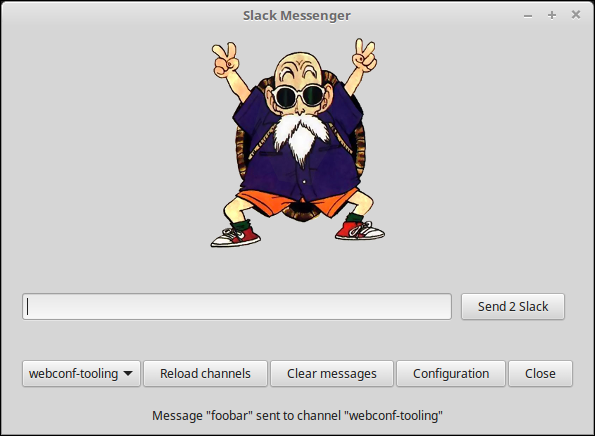 Slack Messenger
Send 2 Slack
webconf-tooling Reload channels Clear messages Configuration Close
Message "foobar" sent to channel "webconf-tooling"